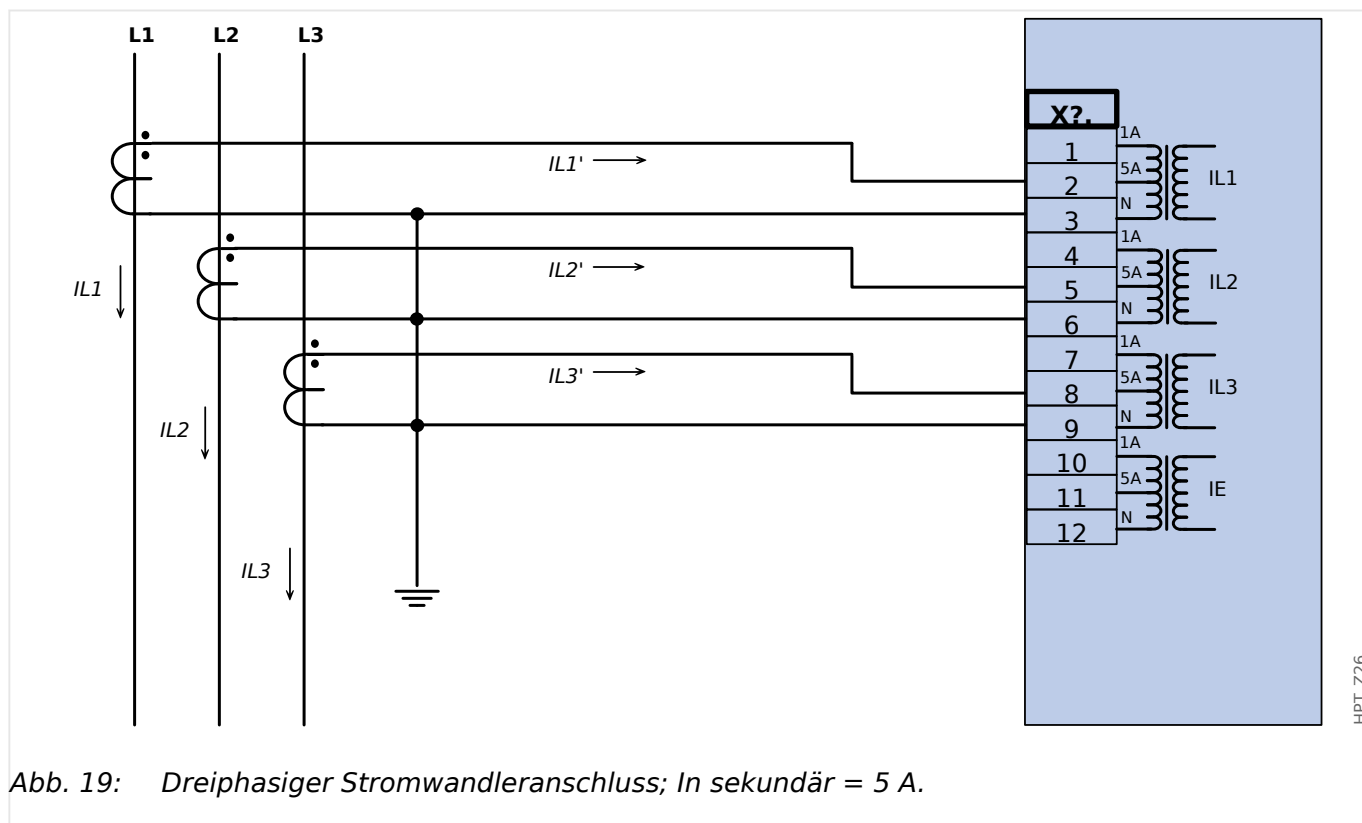 L1 L2 L3
X?.
1A
1
IL1'
5A
IL1
2
N
3
1A
4
IL2'
5A
IL2
IL1
5
N
6
1A
7
IL3'
5A
IL3
8
N
9
IL2
1A
10
5A
IE
11
N
12
IL3
HPT_Z26
Abb. 19: Dreiphasiger Stromwandleranschluss; In sekundär = 5 A.